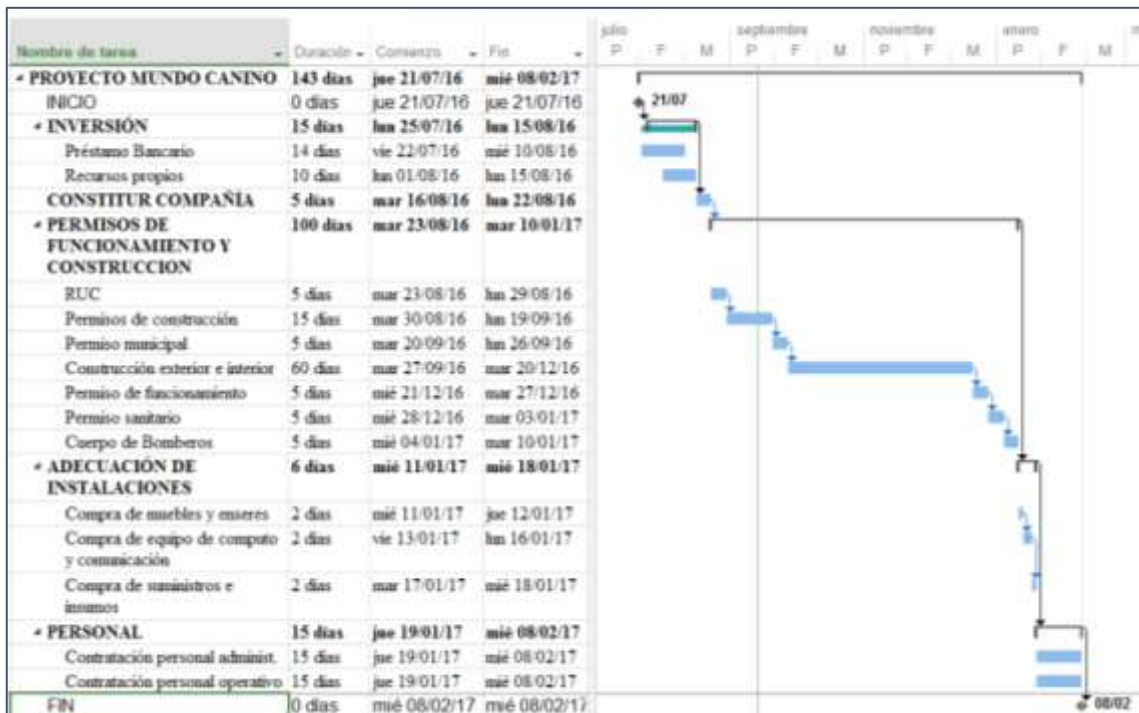 julio septiembre noviembre enero
Nombre de tarea Duración Comienzo Fin P F M P F M P F M P F M
PROYECTO MUNDO CANINO 143 días jue 21/07/16 mié 08/02/17
INICIO 0 días jue 21/07/16 jue 21/07/16 21/07
INVERSIÓN 15 días lun 25/07/16 lun 15/08/16
Préstamo Bancario 14 días vie 22/07/16 mié 10/08/16
Recursos propios 10 días lun 01/08/16 lun 15/08/16
CONSTITUR COMPAÑÍA 5 días mar 16/08/16 lun 22/08/16
PERMISOS DE 100 días mar 23/08/16 mar 10/01/17
FUNCIONAMIENTO Y
CONSTRUCCION
RUC 5 días mar 23/08/16 lun 29/08/16
Permisos de construcción 15 días mar 30/08/16 lun 19/09/16
Permiso municipal 5 días mar 20/09/16 lun 26/09/16
Construcción exterior e interior 60 días mar 27/09/16 mar 20/12/16
Permiso de funcionamiento 5 días mié 21/12/16 mar 27/12/16
Permiso sanitario 5 días mié 28/12/16 mar 03/01/17
Cuerpo de Bomberos 5 días mié 04/01/17 mar 10/01/17
ADECUACIÓN DE 6 días mié 11/01/17 mié 18/01/17
INSTALACIONES
Compra de muebles y enseres 2 días mié 11/01/17 jue 12/01/17
Compra de equipo de computo 2 días vie 13/01/17 lun 16/01/17
y comunicación
Compra de suministros e 2 días mar 17/01/17 mié 18/01/17
insumos
PERSONAL 15 días jue 19/01/17 mié 08/02/17
Contratación personal administ. 15 días jue 19/01/17 mié 08/02/17
Contratación personal operativo 15 días jue 19/01/17 mié 08/02/17
FIN 0 días mié 08/02/17 mié 08/02/17 08/02